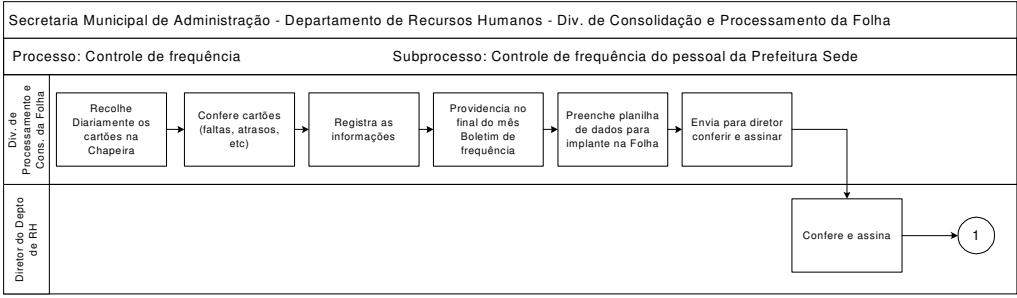 Secretaria Municipal de Administração - Departamento de Recursos Humanos - Div. de Consolidação e Processamento da Folha
Processo: Controle de frequência
Subprocesso: Controle de frequência do pessoal da Prefeitura Sede
Div. de
Processamento e
Cons. da Folha
Recolhe
Diariamente os
cartões na
Chapeira
Confere cartões
(faltas, atrasos,
etc)
Registra as
informações
Providencia no
final do mês
Boletim de
frequência
Preenche planilha
de dados para
implante na Folha
Envia para diretor
conferir e assinar
Diretor do Depto
de RH
Confere e assina
1